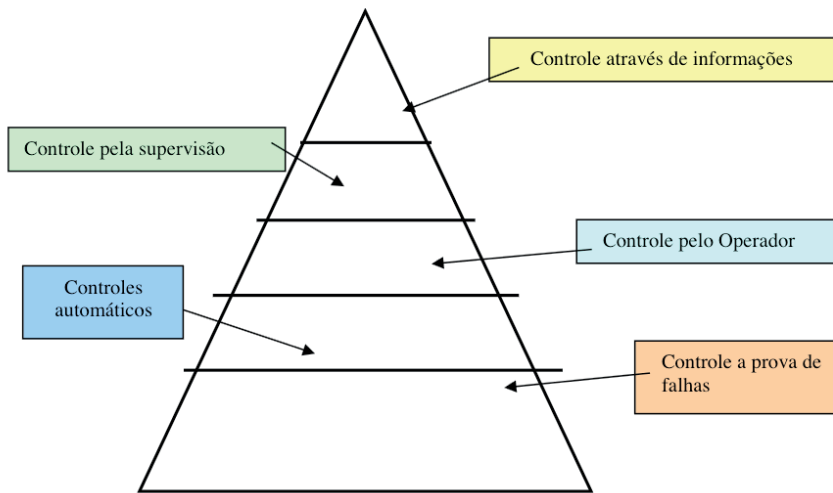 Controle através de informações
Controle pela supervisão
Controle pelo Operador
Controles
automáticos
Controle a prova de
falhas